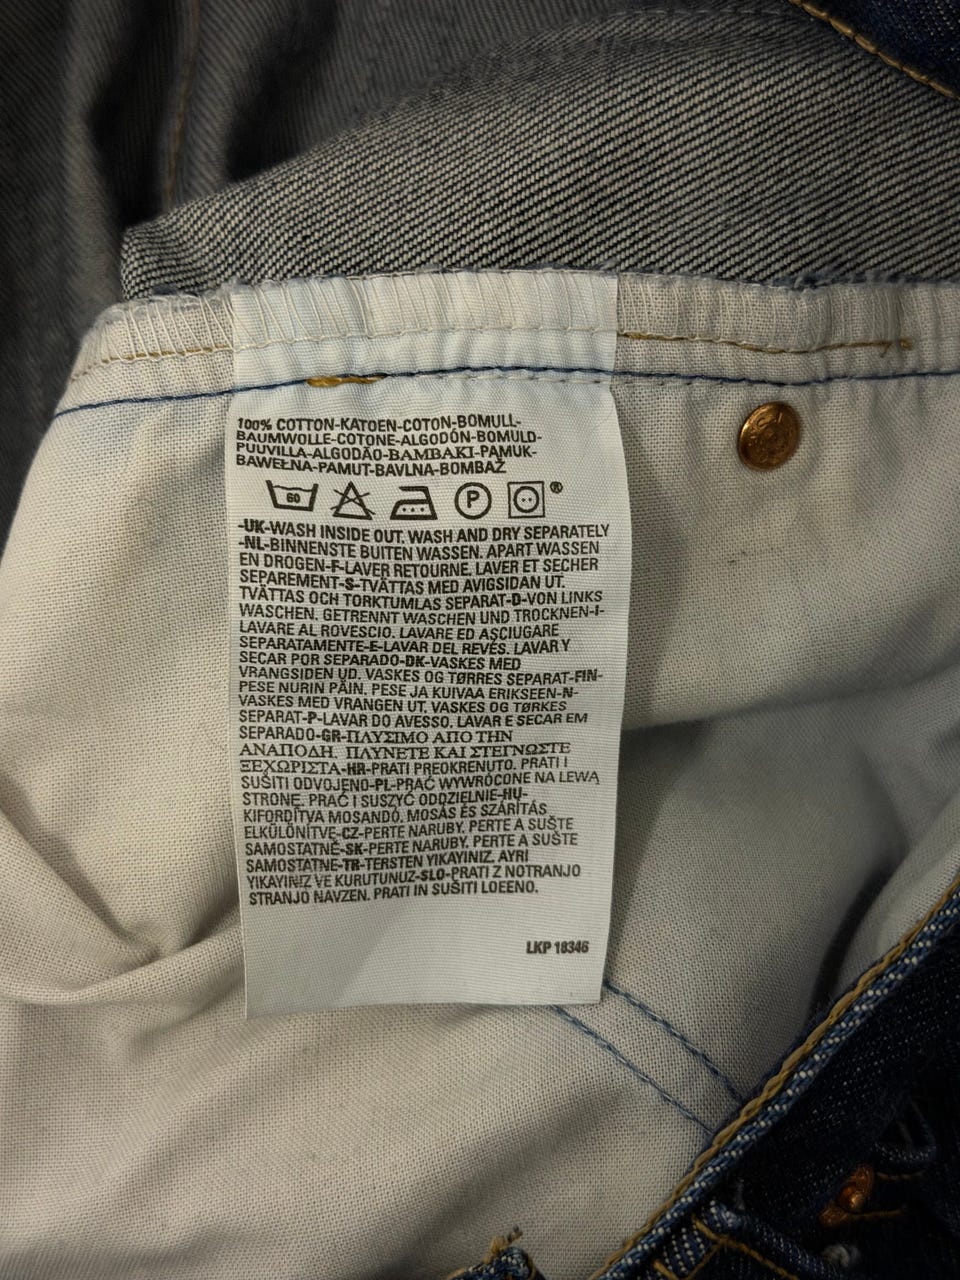 100% COTTON-KATOEN-COTON-BOMULL-
BAUMWOLLE-COTONE-ALGODÓN-BOMULD-
PUUVILLA-ALGODÃO-BAMBAKI-PAMUK-
BAWEŁNA-PAMUT-BAVLNA-BOMBAŽ
60 P ®
-UK-WASH INSIDE OUT. WASH AND DRY SEPARATELY
-NL-BINNENSTE BUITEN WASSEN. APART WASSEN
EN DROGEN-F-LAVER RETOURNE. LAVER ET SECHER
SEPAREMENT-S-TVÄTTAS MED AVIGSIDAN UT.
TVÄTTAS OCH TORKTUMLAS SEPARAT-D-VON LINKS
WASCHEN. GETRENNT WASCHEN UND TROCKNEN-I-
LAVARE AL ROVESCIO. LAVARE ED ASCIUGARE
SEPARATAMENTE-E-LAVAR DEL REVÉS. LAVAR Y
SECAR POR SEPARADO-DK-VASKES MED
VRANGSIDEN UD. VASKES OG TØRRES SEPARAT-FIN-
PESE NURIN PÄIN. PESE JA KUIVAA ERIKSEEN-N-
VASKES MED VRANGEN UT. VASKES OG TØRKES
SEPARAT-P-LAVAR DO AVESSO. LAVAR E SECAR EM
SEPARADO-GR-ΠΛΥΣΙΜΟ ΑΠΟ ΤΗΝ
ΑΝΑΠΟΔΗ. ΠΛΥΝΕΤΕ ΚΑΙ ΣΤΕΓΝΩΣΤΕ
ΞΕΧΩΡΙΣΤΑ-HR-PRATI PREOKRENUTO. PRATI I
SUŠITI ODVOJENO-PL-PRAĆ WYWRÓCONE NA LEWĄ
STRONĘ. PRAĆ I SUSZYĆ ODDZIELNIE-HU-
KIFORDÍTVA MOSANDÓ. MOSÁS ÉS SZÁRÍTÁS
ELKÜLÖNÍTVE-CZ-PERTE NARUBY. PERTE A SUŠTE
SAMOSTATNĚ-SK-PERTE NARUBY. PERTE A SUŠTE
SAMOSTATNE-TR-TERSTEN YIKAYINIZ. AYRI
YIKAYINIZ VE KURUTUNUZ-SLO-PRATI Z NOTRANJO
STRANJO NAVZEN. PRATI IN SUŠITI LOEENO.
LKP 18346